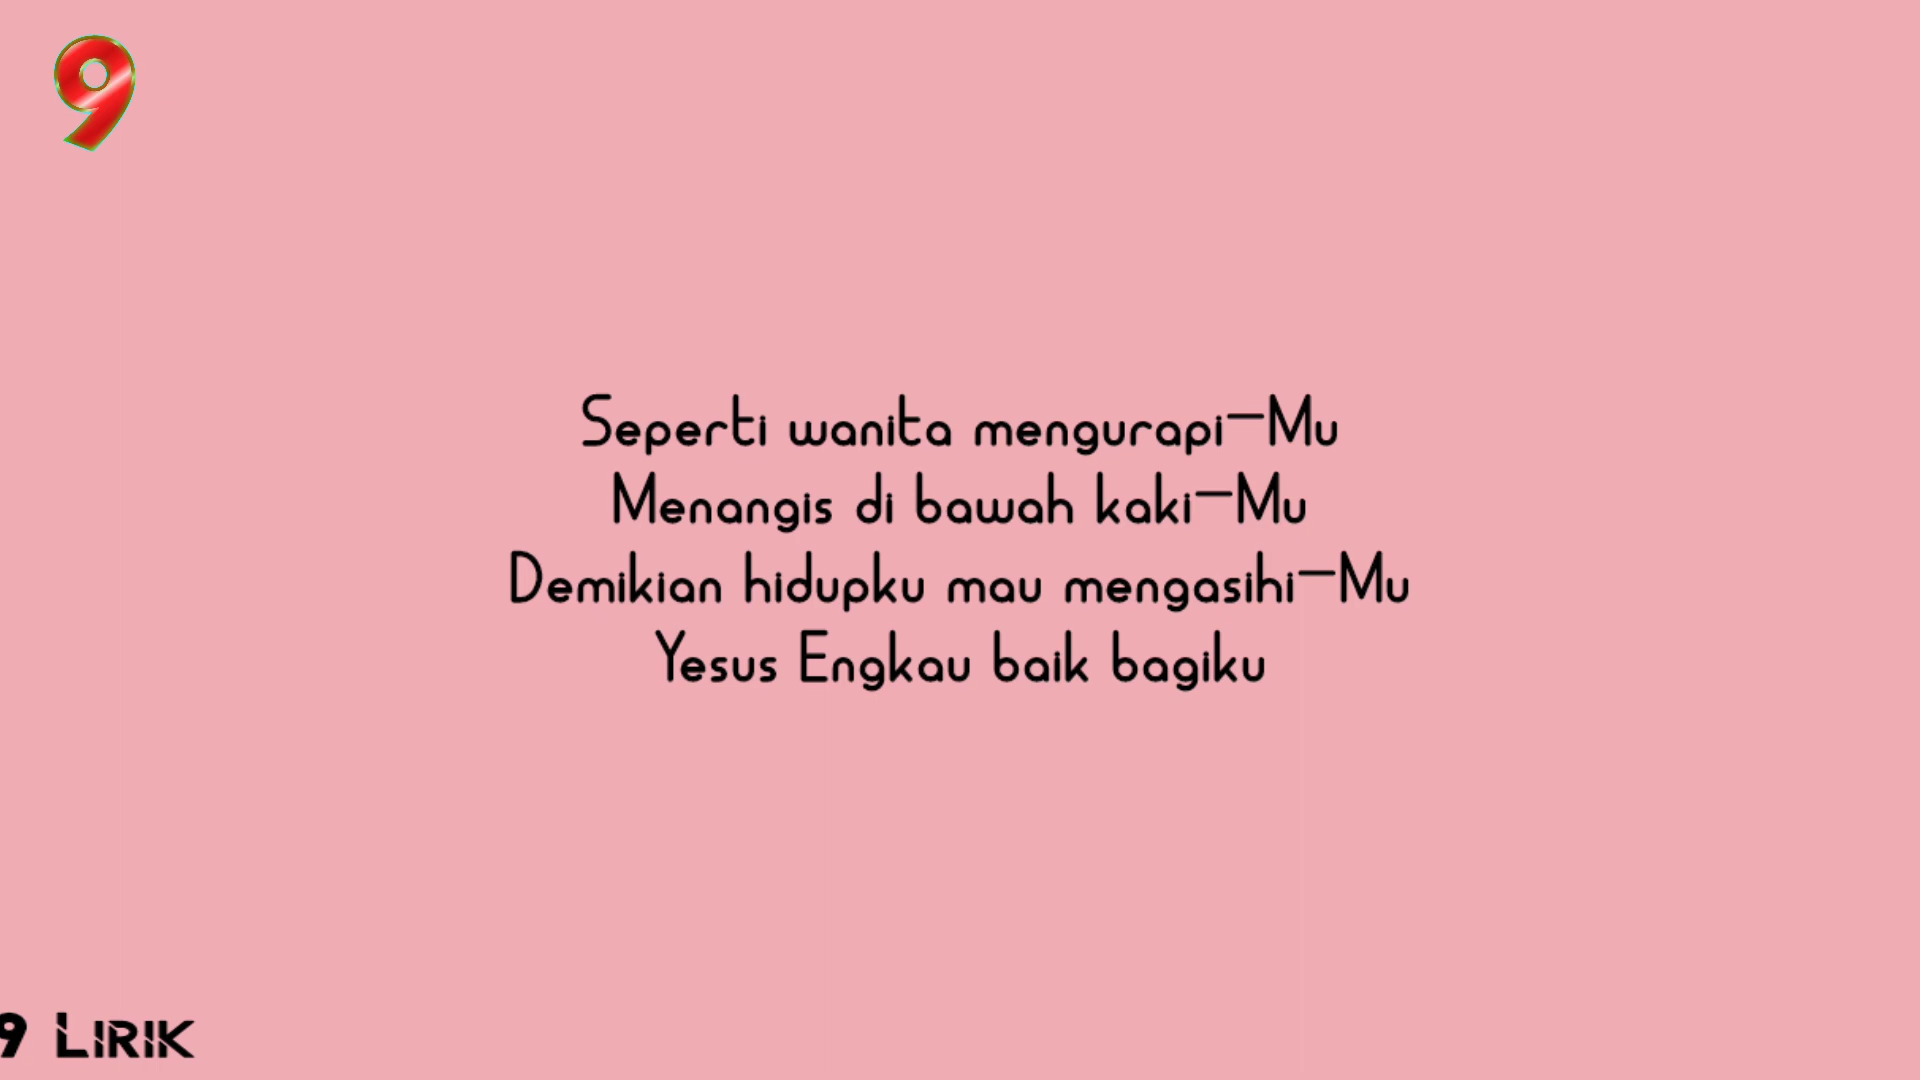 9
Seperti wanita mengurapi-Mu
Menangis di bawah kaki-Mu
Demikian hidupku mau mengasihi-Mu
Yesus Engkau baik bagiku
9 LIRIK